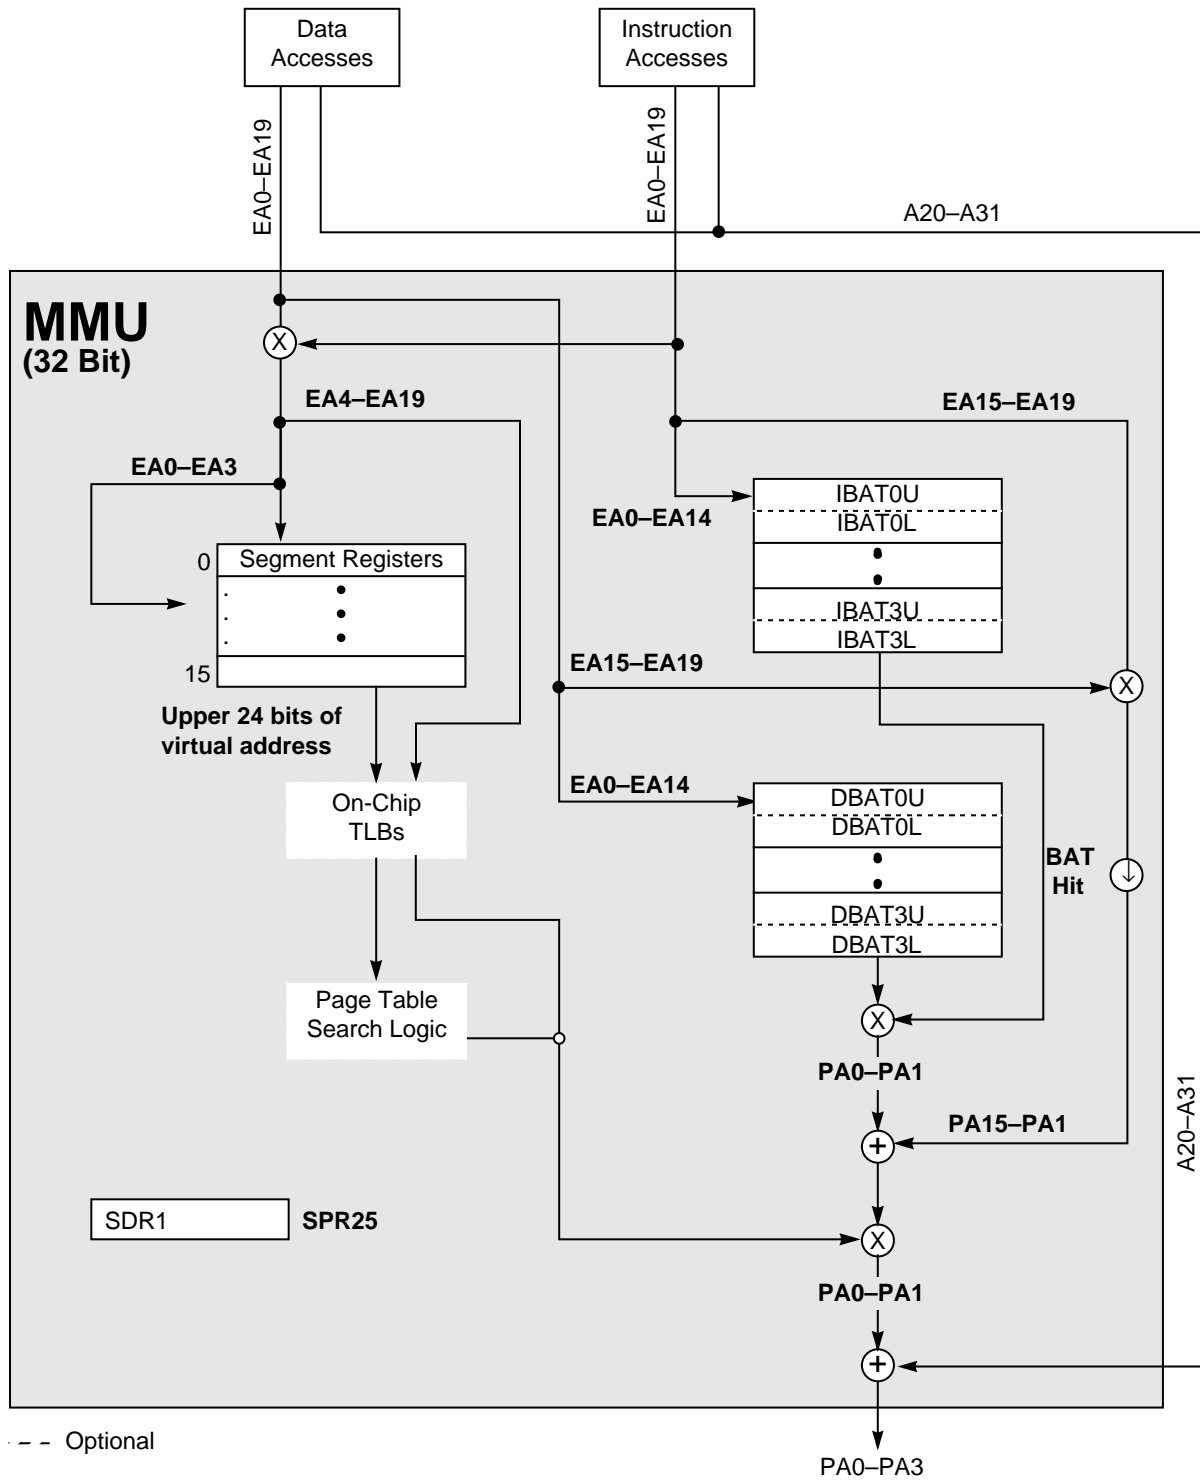 Data
Accesses
Instruction
Accesses
EA0–EA19
EA0–EA19
A20–A31
MMU
(32 Bit)
X
EA4–EA19
EA15–EA19
EA0–EA3
EA0–EA14
IBAT0U
IBAT0L
IBAT3U
IBAT3L
0
Segment Registers
.
.
.
15
EA15–EA19
X
Upper 24 bits of
virtual address
EA0–EA14
DBAT0U
DBAT0L
DBAT3U
DBAT3L
On-Chip
TLBs
BAT
Hit
↓
Page Table
Search Logic
X
PA0–PA1
PA15–PA1
+
A20–A31
SDR1
SPR25
X
PA0–PA1
+
Optional
PA0–PA3